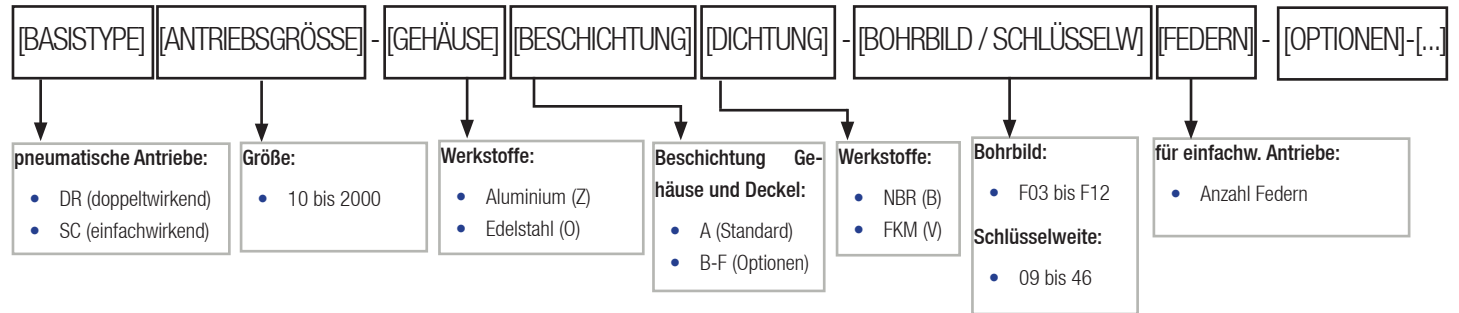 [BASISTYPE] [ANTRIEBSGRÖSSE] - [GEHÄUSE] [BESCHICHTUNG] [DICHTUNG] - [BOHRBILD / SCHLÜSSELW] [FEDERN] - [OPTIONEN]-[...]
pneumatische Antriebe:
• DR (doppeltwirkend)
• SC (einfachwirkend)
Größe:
• 10 bis 2000
Werkstoffe:
• Aluminium (Z)
• Edelstahl (O)
Beschichtung Ge-
häuse und Deckel:
• A (Standard)
• B-F (Optionen)
Werkstoffe:
• NBR (B)
• FKM (V)
Bohrbild:
• F03 bis F12
Schlüsselweite:
• 09 bis 46
für einfachw. Antriebe:
• Anzahl Federn